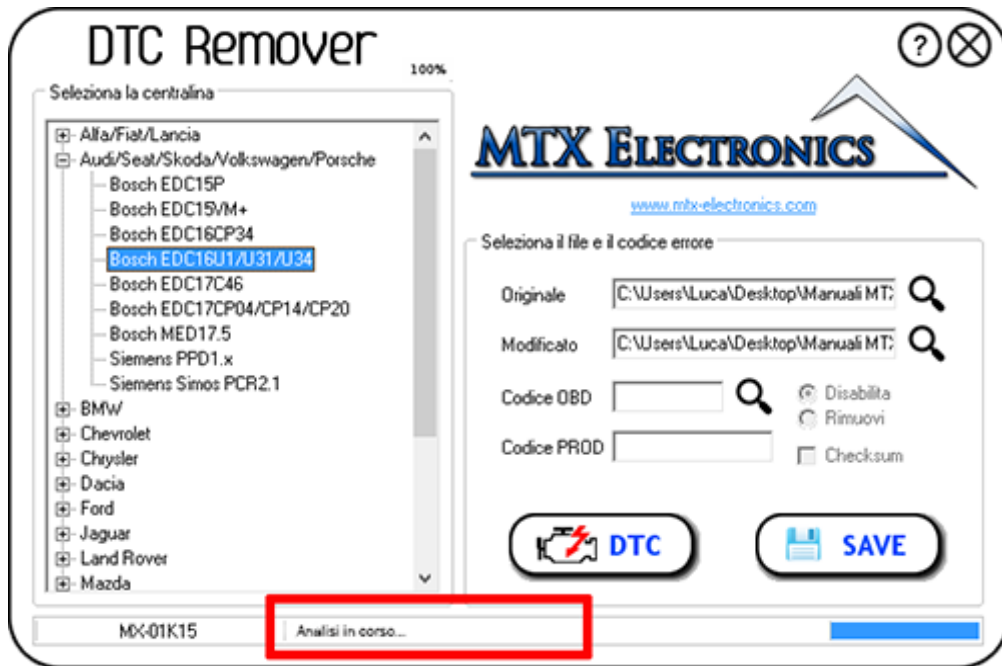 DTC Remover
100%
? 
Seleziona la centralina
Alfa/Fiat/Lancia
Audi/Seat/Skoda/Volkswagen/Porsche
Bosch EDC15P
Bosch EDC15VM+
Bosch EDC16CP34
Bosch EDC16U1/U31/U34
Bosch EDC17C46
Bosch EDC17CP04/CP14/CP20
Bosch MED17.5
Siemens PPD1.x
Siemens Simos PCR2.1
BMW
Chevrolet
Chrysler
Dacia
Ford
Jaguar
Land Rover
Mazda
MTX ELECTRONICS
www.mtx-electronics.com
Seleziona il file e il codice errore
Originale C:\Users\Luca\Desktop\Manuali MT
Modificato C:\Users\Luca\Desktop\Manuali MT
Codice OBD
Disabilita
Rimuovi
Codice PROD
Checksum
DTC
SAVE
MX-01K15
Analisi in corso...